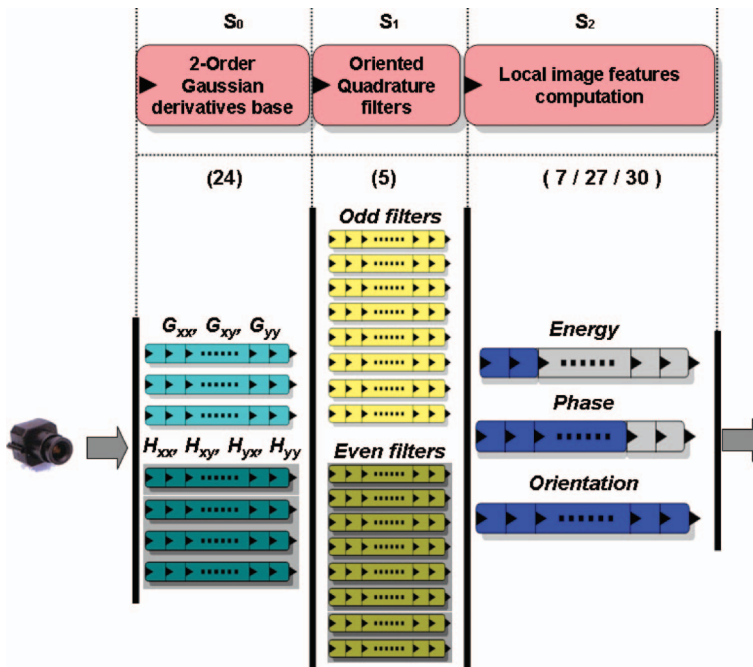 S0 S1 S2
2-Order
Gaussian
derivatives base
Oriented
Quadrature
filters
Local image features
computation
(24) (5) ( 7 / 27 / 30 )
Odd filters
Gxx, Gxy, Gyy
Hxx, Hxy, Hyx, Hyy
Even filters
Energy
Phase
Orientation